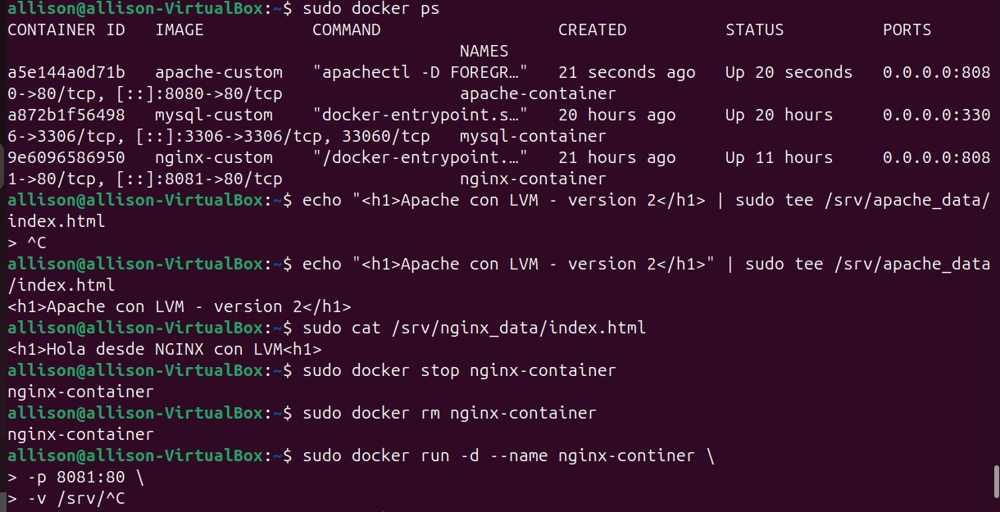 allison@allison-VirtualBox:~$ sudo docker ps
CONTAINER ID   IMAGE           COMMAND                  CREATED          STATUS          PORTS
                                              NAMES
a5e144a0d71b   apache-custom   "apachectl -D FOREGR…"   21 seconds ago   Up 20 seconds   0.0.0.0:808
0->80/tcp, [::]:8080->80/tcp                  apache-container
a872b1f56498   mysql-custom    "docker-entrypoint.s…"   20 hours ago     Up 20 hours     0.0.0.0:330
6->3306/tcp, [::]:3306->3306/tcp, 33060/tcp   mysql-container
9e6096586950   nginx-custom    "/docker-entrypoint.…"   21 hours ago     Up 11 hours     0.0.0.0:808
1->80/tcp, [::]:8081->80/tcp                  nginx-container
allison@allison-VirtualBox:~$ echo "<h1>Apache con LVM - version 2</h1> | sudo tee /srv/apache_data/
index.html
> ^C
allison@allison-VirtualBox:~$ echo "<h1>Apache con LVM - version 2</h1>" | sudo tee /srv/apache_data
/index.html
<h1>Apache con LVM - version 2</h1>
allison@allison-VirtualBox:~$ sudo cat /srv/nginx_data/index.html
<h1>Hola desde NGINX con LVM<h1>
allison@allison-VirtualBox:~$ sudo docker stop nginx-container
nginx-container
allison@allison-VirtualBox:~$ sudo docker rm nginx-container
nginx-container
allison@allison-VirtualBox:~$ sudo docker run -d --name nginx-continer \
> -p 8081:80 \
> -v /srv/^C